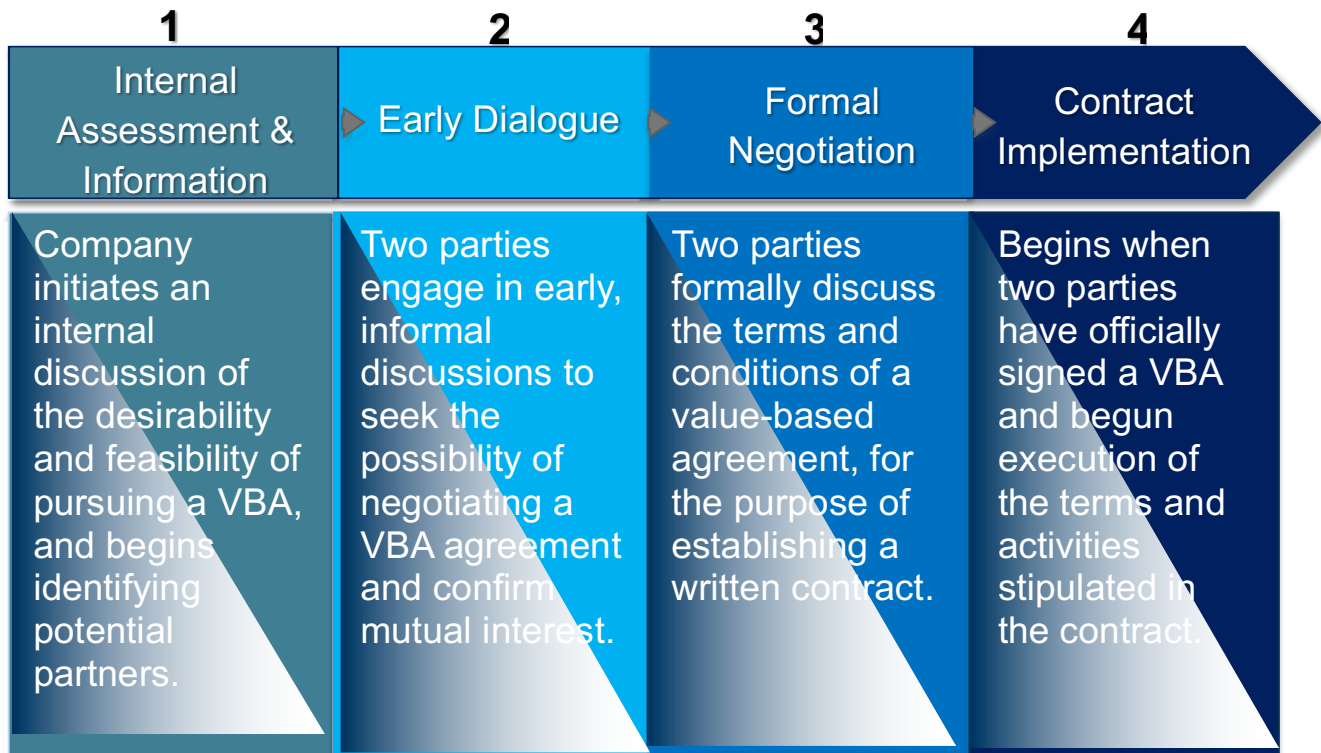 1
Internal
Assessment &
Information
2
Early Dialogue
3
Formal
Negotiation
4
Contract
Implementation
Company
initiates an
internal
discussion of
the desirability
and feasibility of
pursuing a VBA,
and begins
identifying
potential
partners.
Two parties
engage in early,
informal
discussions to
seek the
possibility of
negotiating a
VBA agreement
and confirm
mutual interest.
Two parties
formally discuss
the terms and
conditions of a
value-based
agreement, for
the purpose of
establishing a
written contract.
Begins when
two parties
have officially
signed a VBA
and begun
execution of
the terms and
activities
stipulated in
the contract.